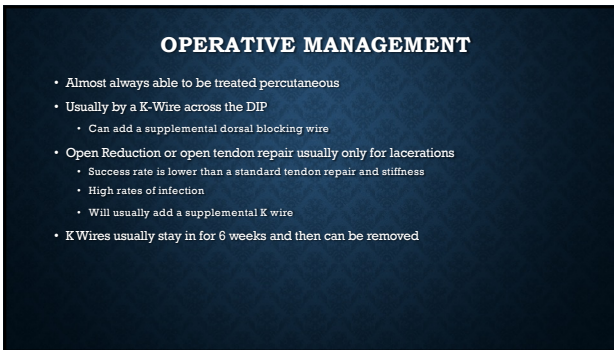 OPERATIVE MANAGEMENT
• Almost always able to be treated percutaneous
• Usually by a K-Wire across the DIP
• Can add a supplemental dorsal blocking wire
• Open Reduction or open tendon repair usually only for lacerations
• Success rate is lower than a standard tendon repair and stiffness
• High rates of infection
• Will usually add a supplemental K wire
• K Wires usually stay in for 6 weeks and then can be removed